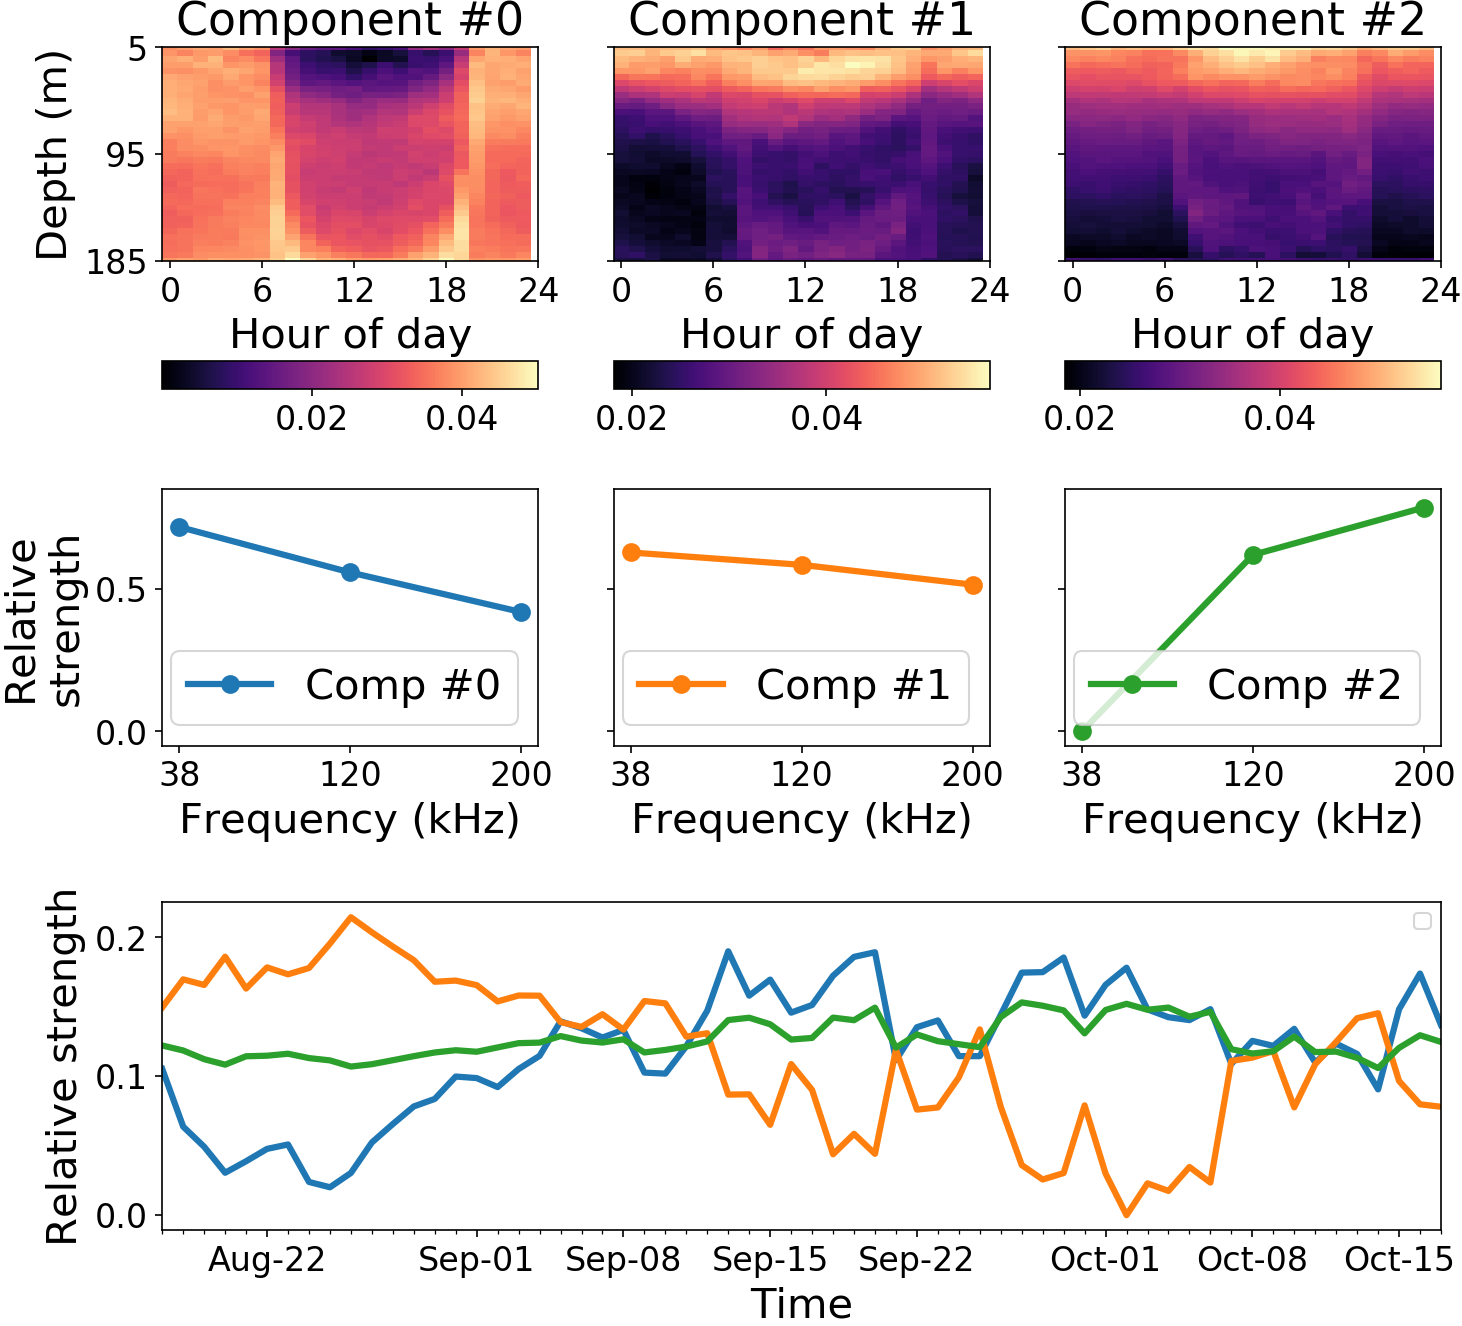 Component #0 Component #1 Component #2
Depth (m)
5
95
185
0 6 12 18 24 0 6 12 18 24 0 6 12 18 24
Hour of day Hour of day Hour of day
0.02 0.04 0.02 0.04 0.02 0.04
Relative
strength
0.5
0.0
Comp #0 Comp #1 Comp #2
38 120 200 38 120 200 38 120 200
Frequency (kHz) Frequency (kHz) Frequency (kHz)
Relative strength
0.2
0.1
0.0
Aug-22 Sep-01 Sep-08 Sep-15 Sep-22 Oct-01 Oct-08 Oct-15
Time